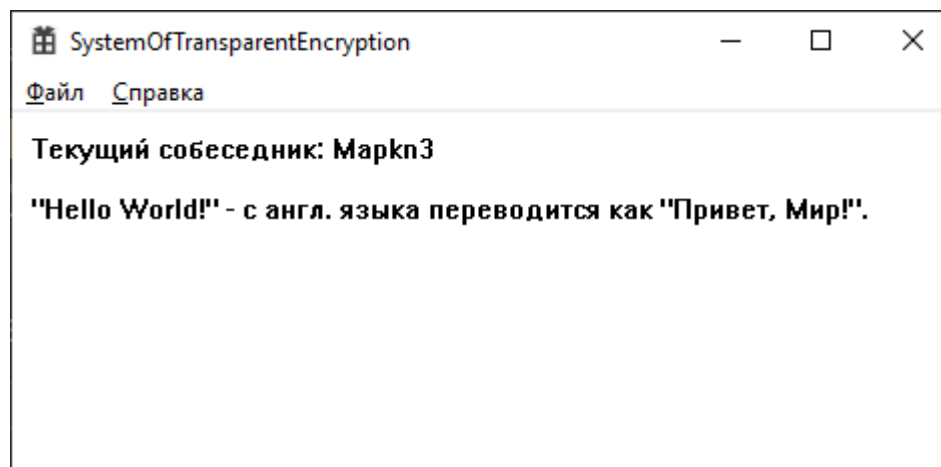 SystemOfTransparentEncryption
Файл Справка
Текущий собеседник: Mapkn3
"Hello World!" - с англ. языка переводится как "Привет, Мир!".